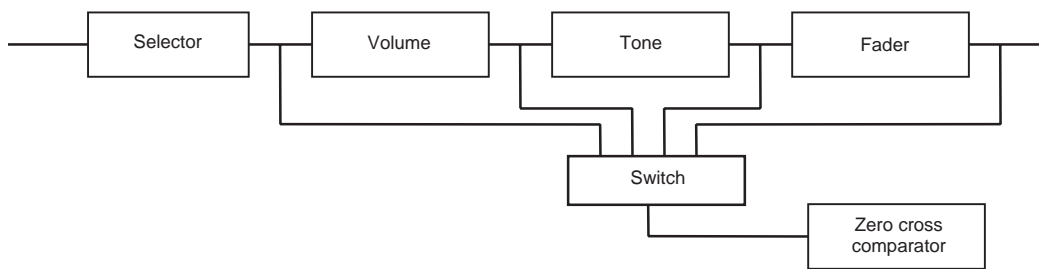 Selector
Volume
Tone
Fader
Switch
Zero cross
comparator